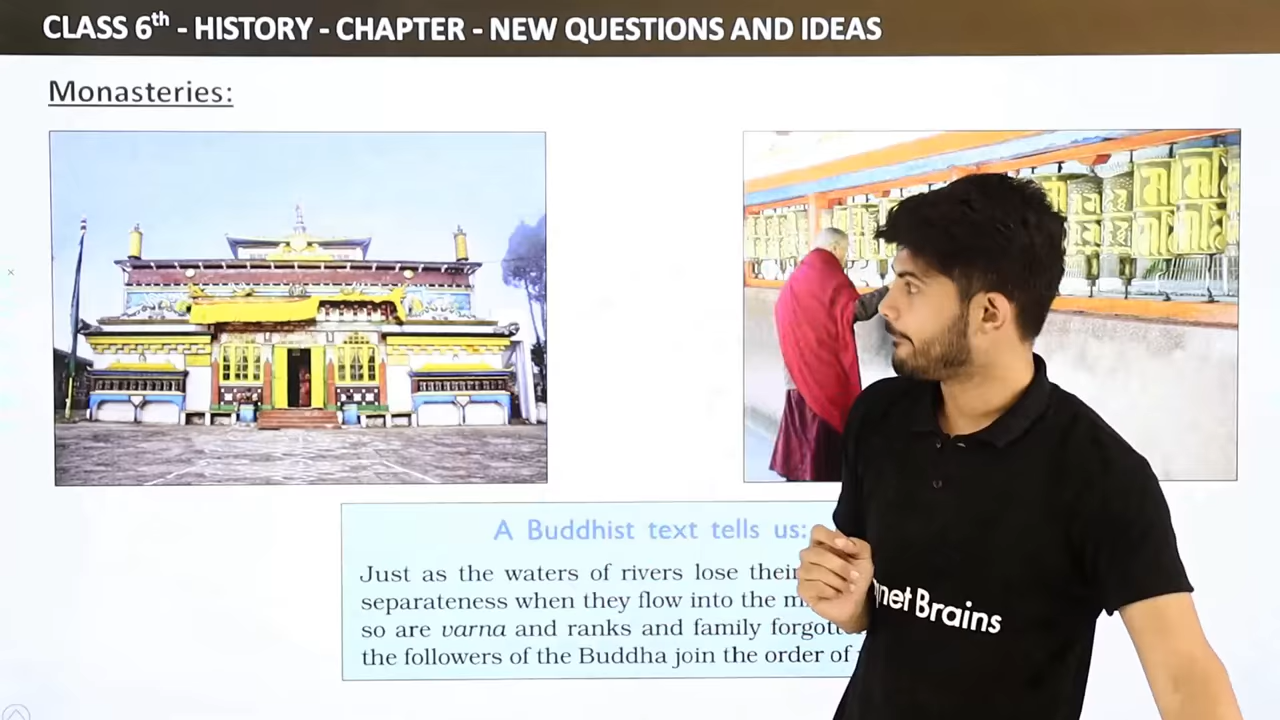 CLASS 6th - HISTORY - CHAPTER - NEW QUESTIONS AND IDEAS
Monasteries:
A Buddhist text tells us:
Just as the waters of rivers lose their
separateness when they flow into the
so are varna and ranks and family
the followers of the Buddha join the order of
Brains